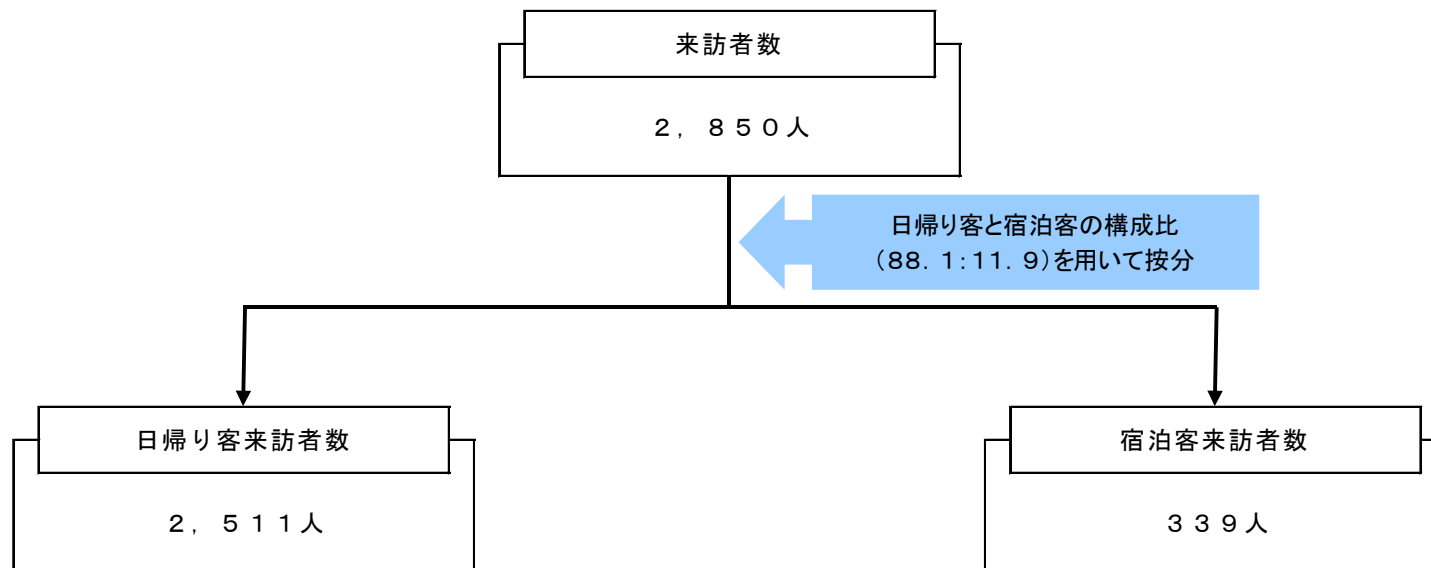 来訪者数
２，８５０人
日帰り客と宿泊客の構成比
（８８．１：１１．９）を用いて按分
日帰り客来訪者数
宿泊客来訪者数
２，５１１人
３３９人